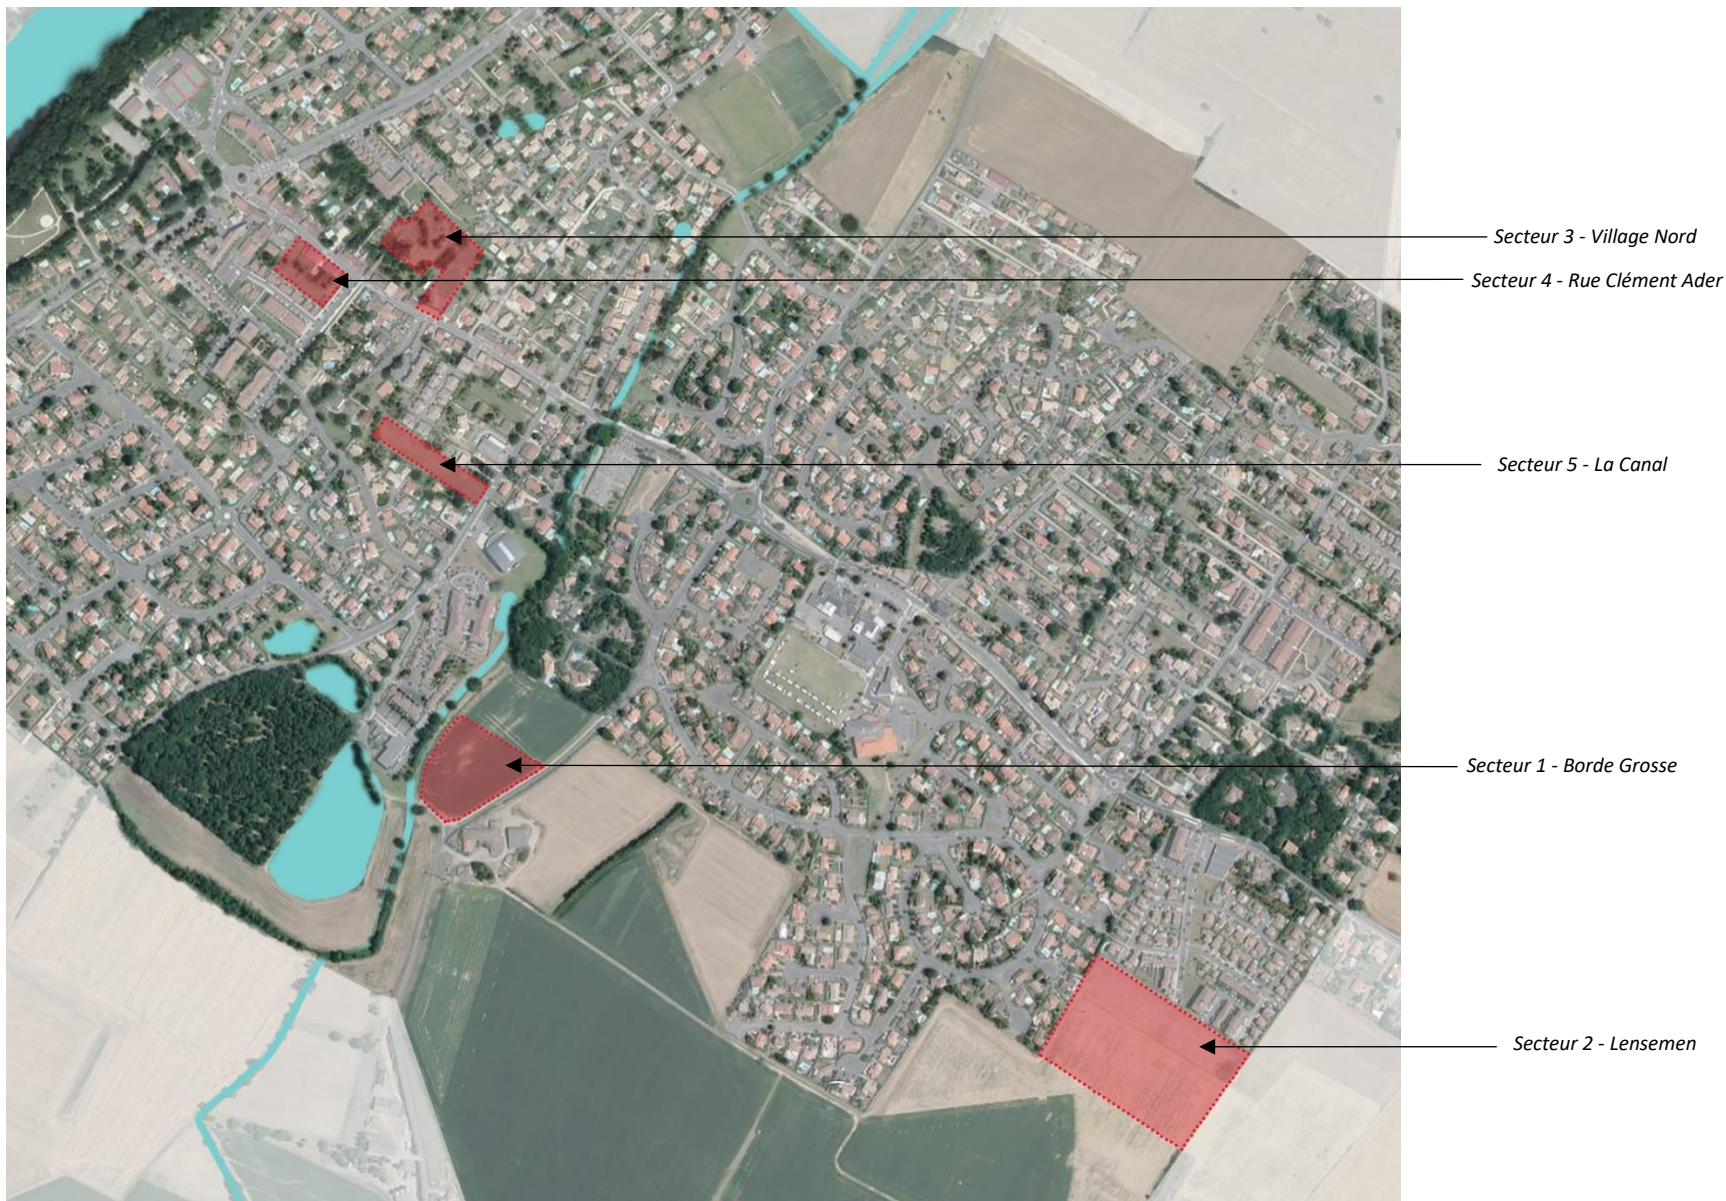 Secteur 3 - Village Nord
Secteur 4 - Rue Clément Ader
Secteur 5 - La Canal
Secteur 1 - Borde Grosse
Secteur 2 - Lensemen